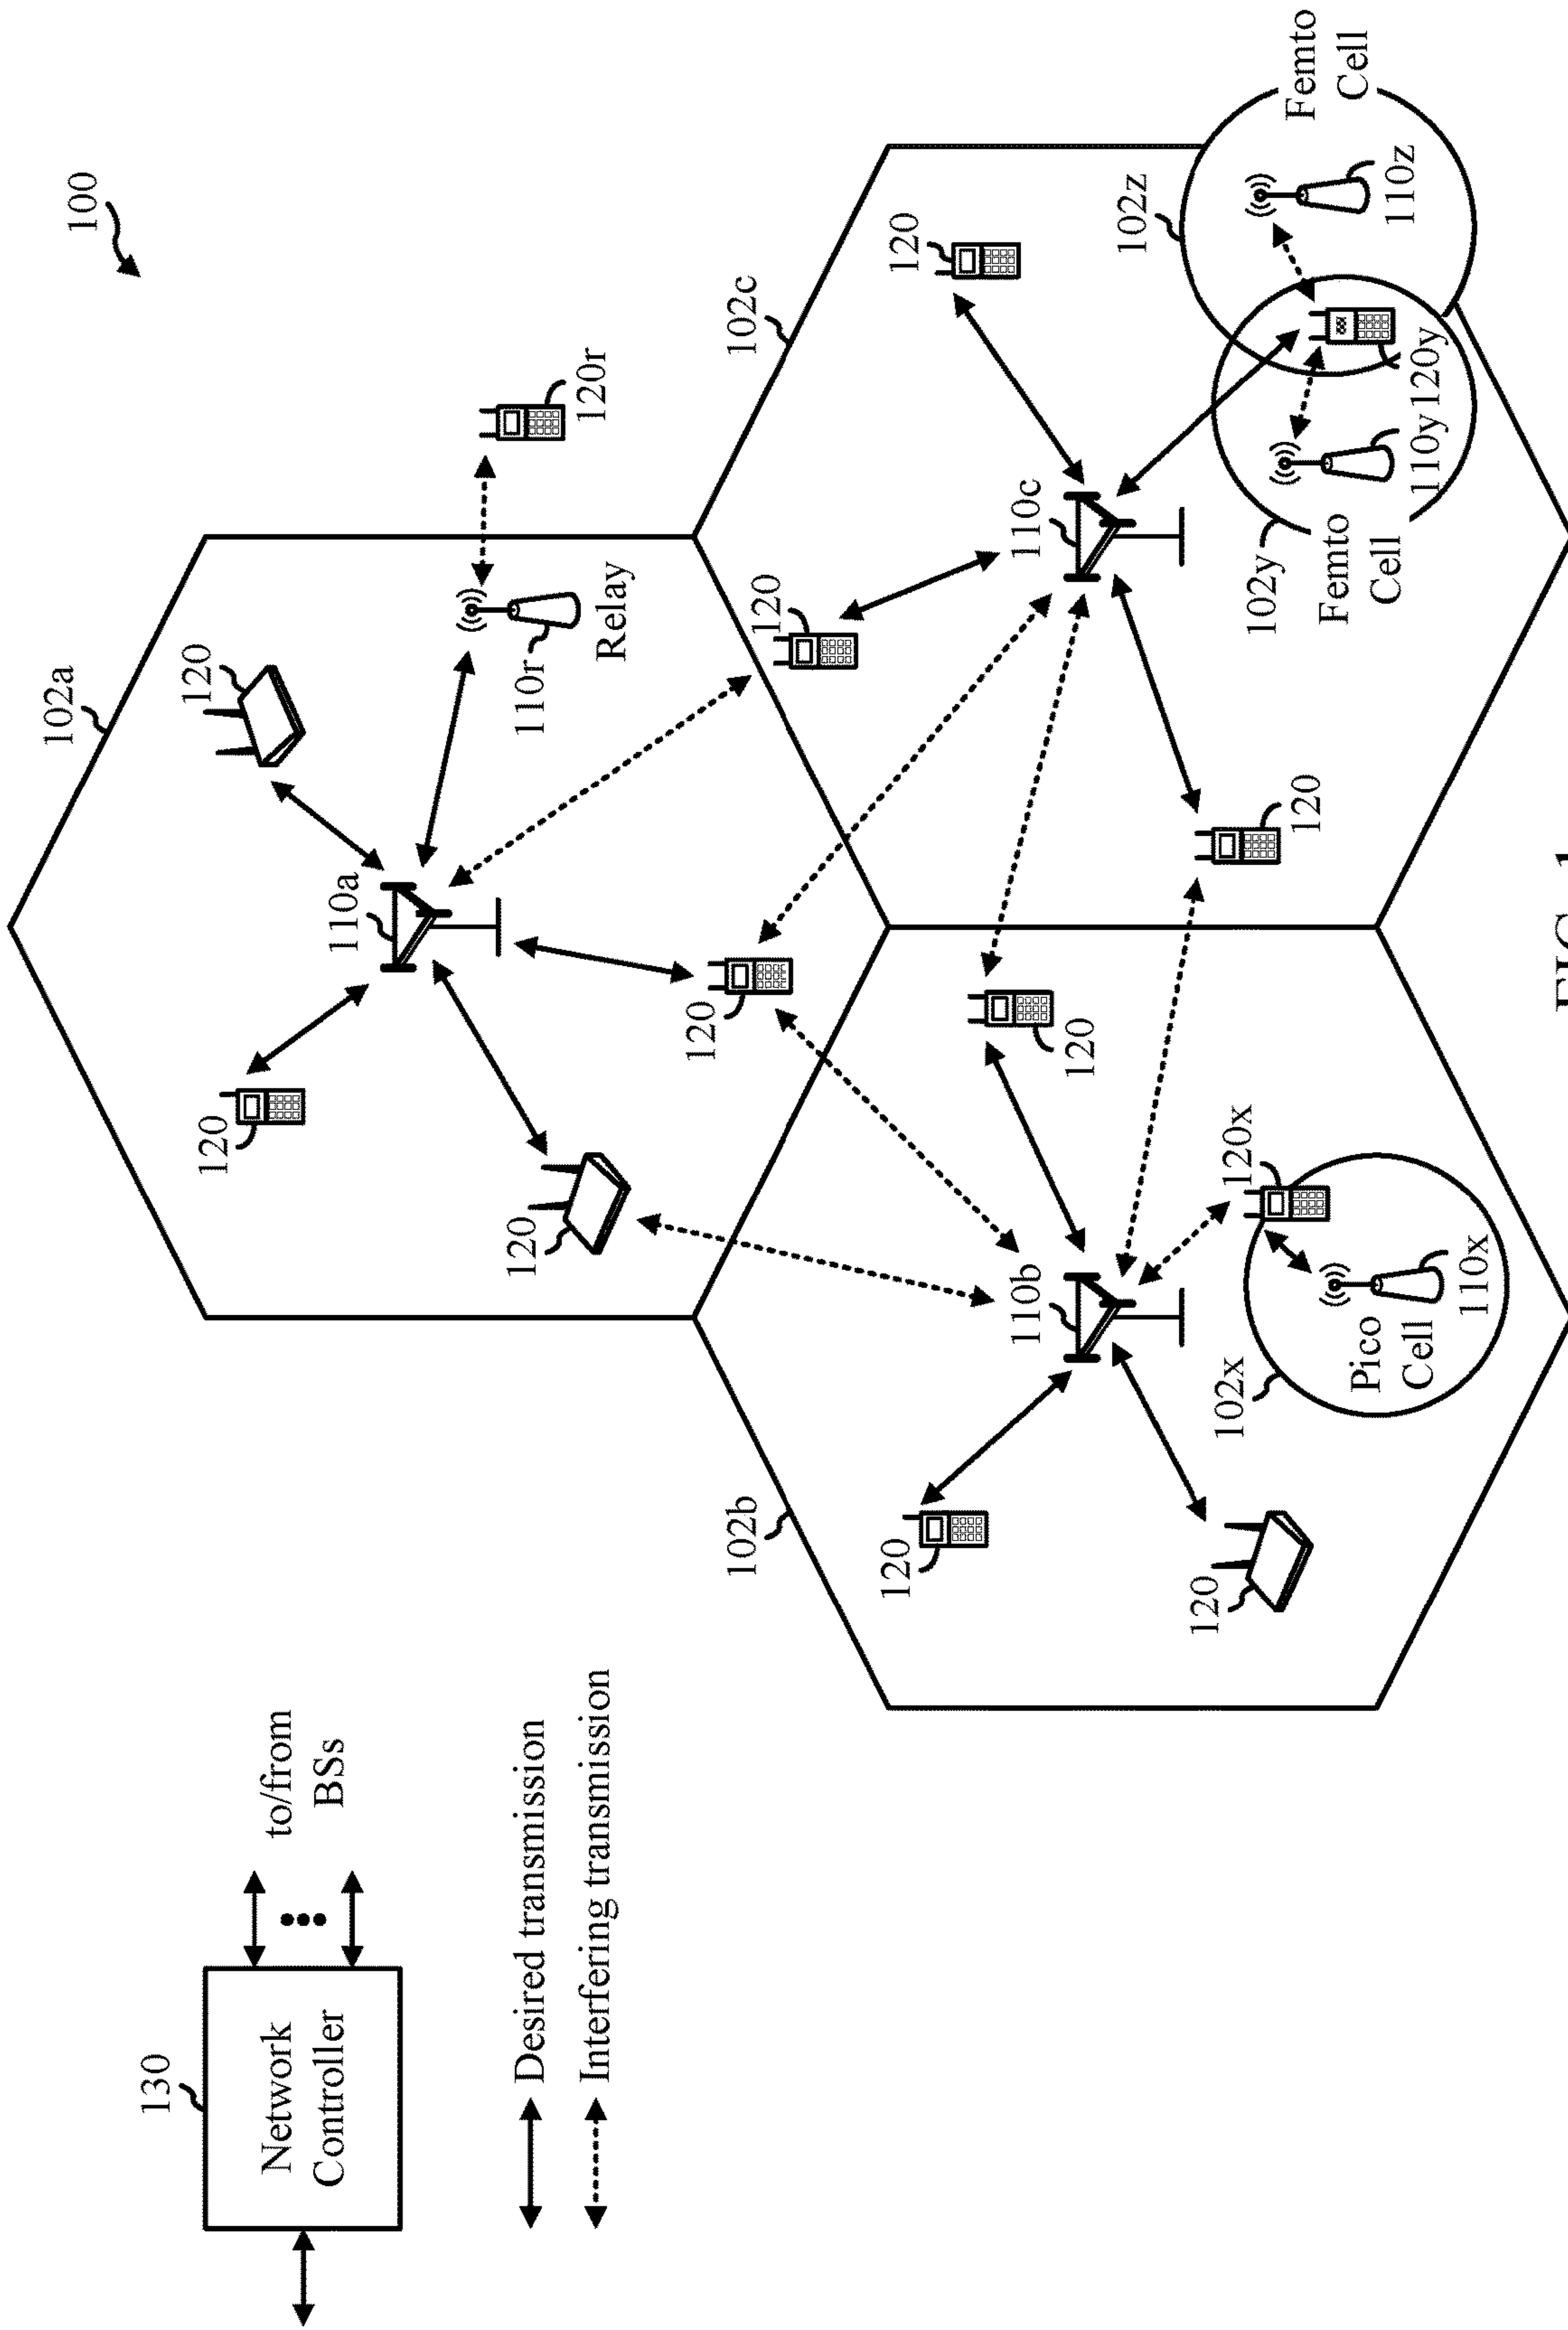 100
130
Network
Controller
to/from
BSs
Desired transmission
Interfering transmission
102a
120
120
110a
120
110r
Relay
120r
120
120
102b
102c
110b
120
120
120
120x
Pico
Cell
110x
102x
120
110c
120
120
102y
Femto
Cell
110y
120y
102z
110z
Femto
Cell